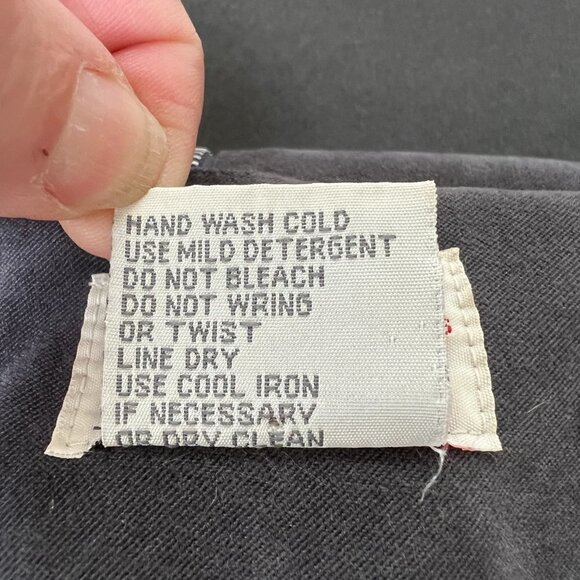 HAND WASH COLD
USE MILD DETERGENT
DO NOT BLEACH
DO NOT WRING
OR TWIST
LINE DRY
USE COOL IRON
IF NECESSARY
OR DRY CLEAN